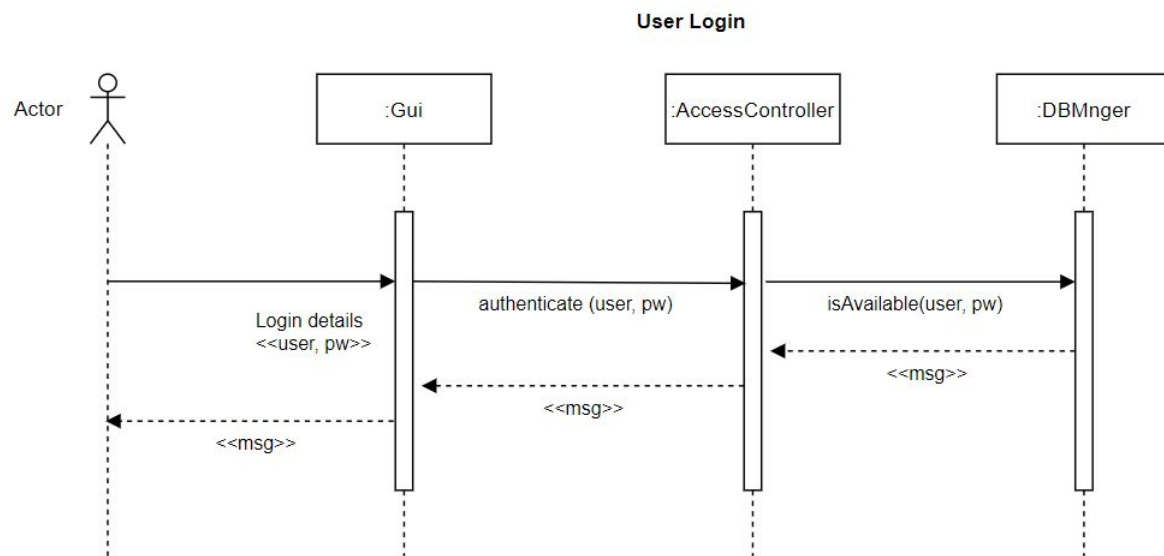 User Login
Actor
:Gui
:AccessController
:DBMnger
authenticate (user, pw)
isAvailable(user, pw)
Login details
<<user, pw>>
<<msg>>
<<msg>>
<<msg>>